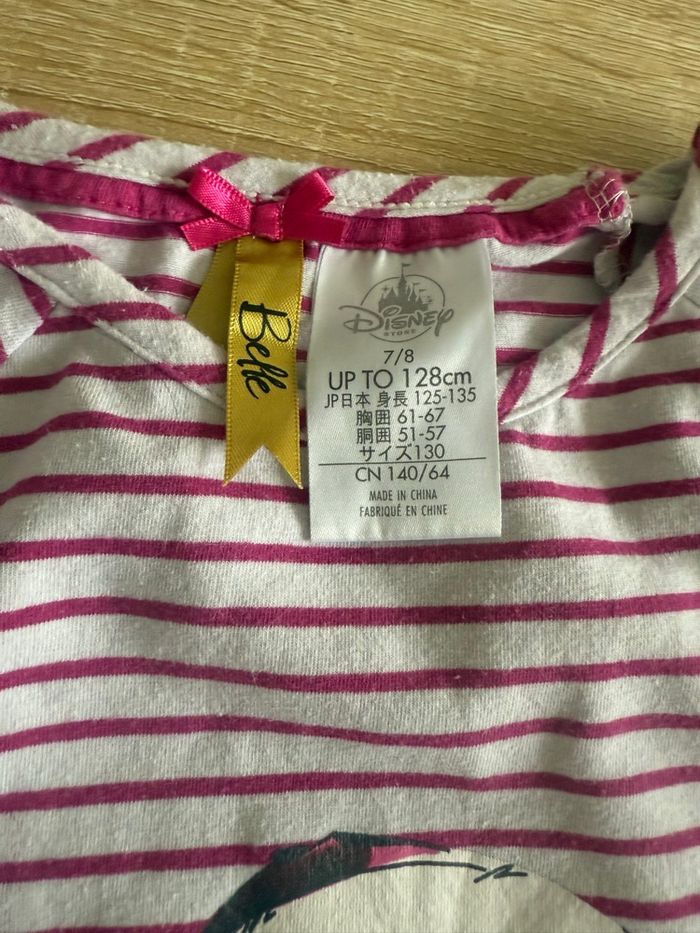 Belle
Disney
STORE
7/8
UP TO 128cm
JP日本 身長 125-135
胸囲 61-67
胴囲 51-57
サイズ130
CN 140/64
MADE IN CHINA
FABRIQUÉ EN CHINE